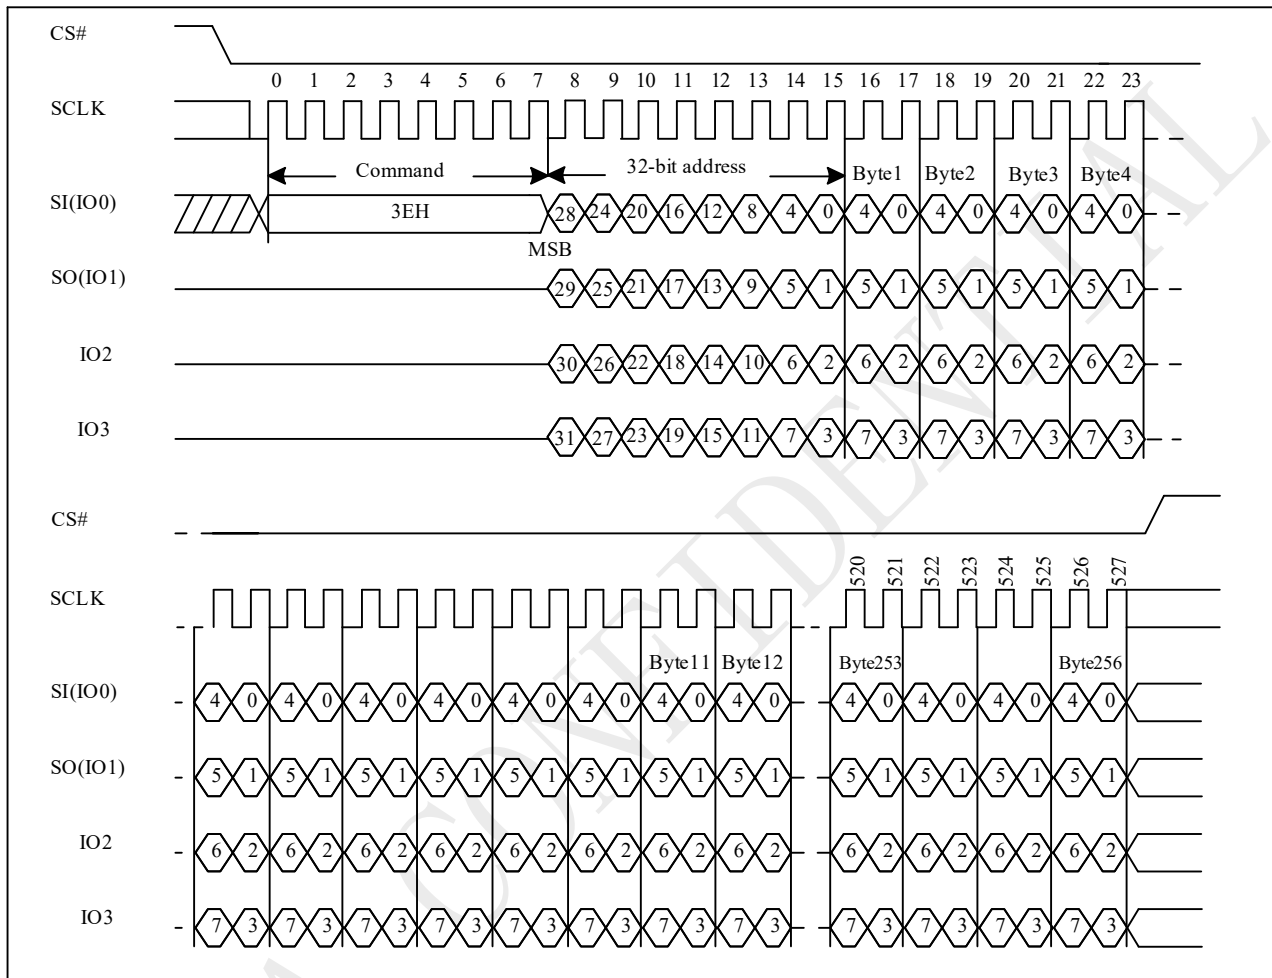 CS#
0 1 2 3 4 5 6 7 8 9 10 11 12 13 14 15 16 17 18 19 20 21 22 23
SCLK
Command 32-bit address Byte1 Byte2 Byte3 Byte4
SI(IO0) 3EH 28 24 20 16 12 8 4 0 4 0 4 0 4 0 4 0
MSB
SO(IO1) 29 25 21 17 13 9 5 1 5 1 5 1 5 1 5 1
IO2 30 26 22 18 14 10 6 2 6 2 6 2 6 2 6 2
IO3 31 27 23 19 15 11 7 3 7 3 7 3 7 3 7 3
CS#
520 521 522 523 524 525 526 527
SCLK
Byte11 Byte12 Byte253 Byte256
SI(IO0) 4 0 4 0 4 0 4 0 4 0 4 0 4 0 4 0 4 0 4 0 4 0 4 0
SO(IO1) 5 1 5 1 5 1 5 1 5 1 5 1 5 1 5 1 5 1 5 1 5 1 5 1
IO2 6 2 6 2 6 2 6 2 6 2 6 2 6 2 6 2 6 2 6 2 6 2 6 2
IO3 7 3 7 3 7 3 7 3 7 3 7 3 7 3 7 3 7 3 7 3 7 3 7 3
CONFIDENTIAL